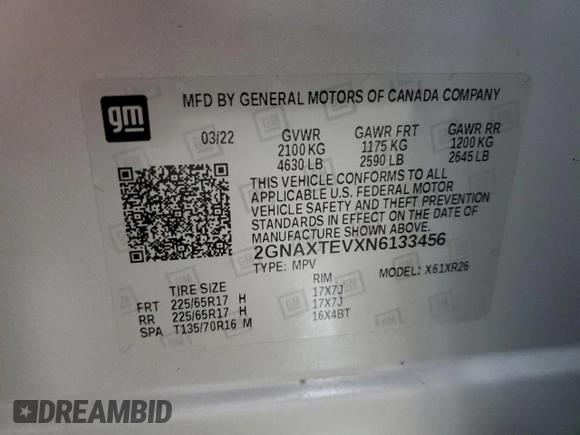 gm
MFD BY GENERAL MOTORS OF CANADA COMPANY
03/22 GVWR GAWR FRT GAWR RR
2100 KG 1175 KG 1200 KG
4630 LB 2590 LB 2645 LB
THIS VEHICLE CONFORMS TO ALL
APPLICABLE U.S. FEDERAL MOTOR
VEHICLE SAFETY AND THEFT PREVENTION
STANDARDS IN EFFECT ON THE DATE OF
MANUFACTURE SHOWN ABOVE.
2GNAXTEVXN6133456
TYPE: MPV MODEL: X61XR26
TIRE SIZE RIM
FRT 225/65R17 H 17X7J
RR 225/65R17 H 17X7J
SPA T135/70R16 M 16X4BT
DREAMBID